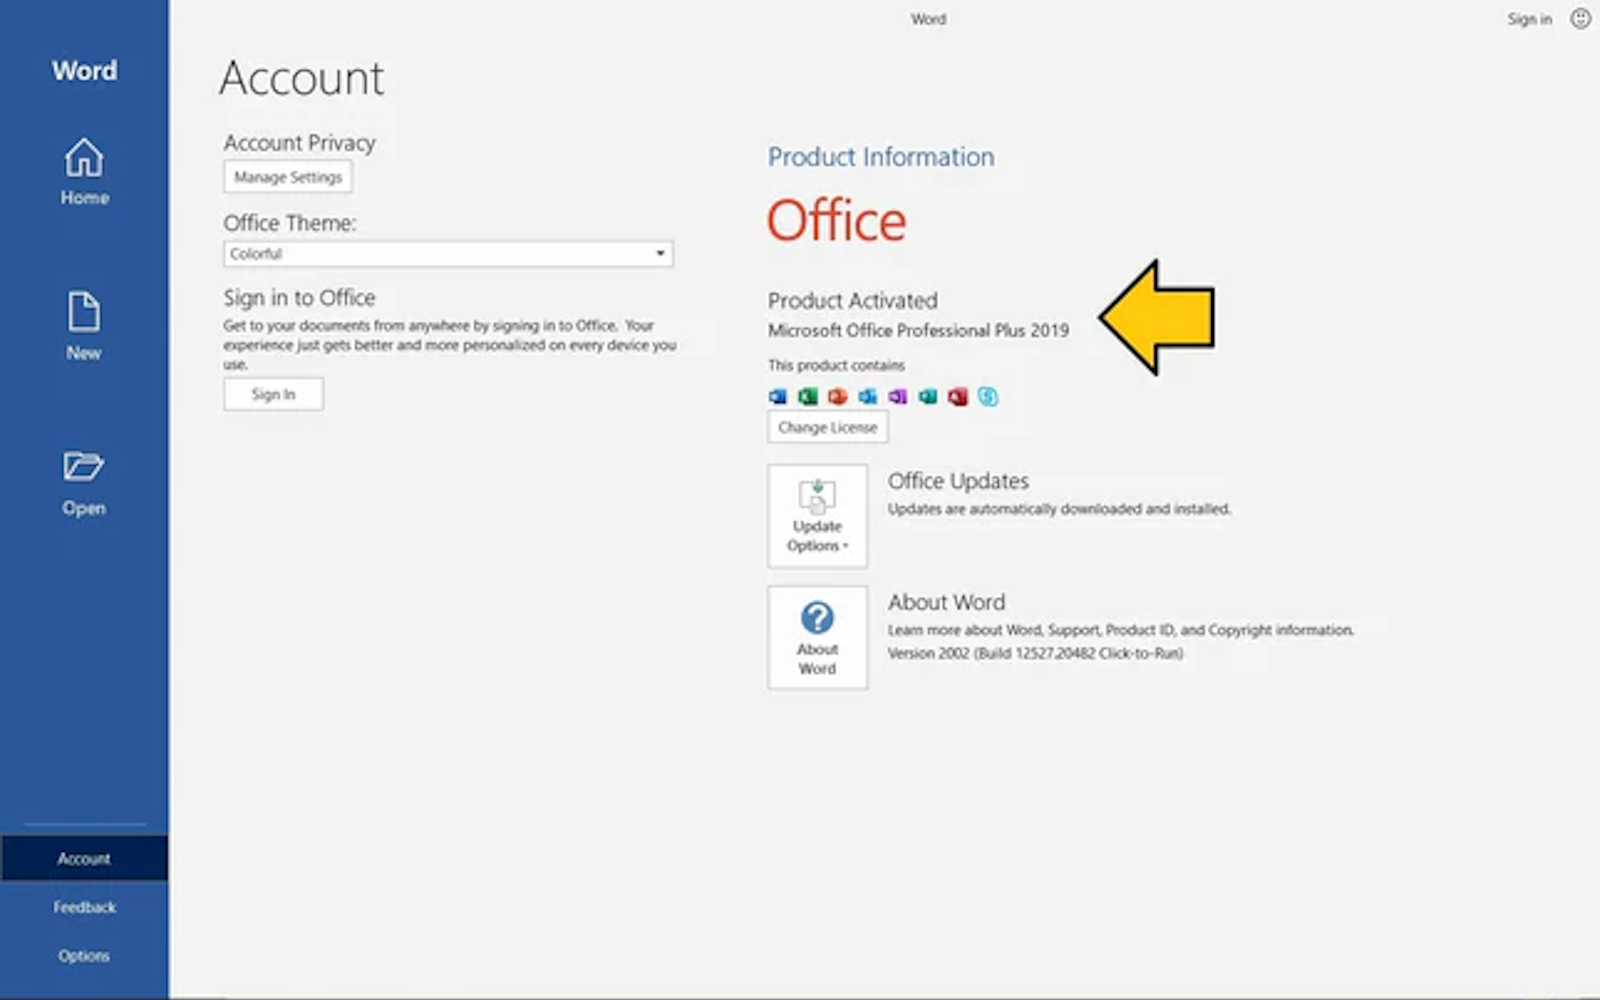 Word
Sign in
Word
Home
New
Open
Account
Feedback
Options
Account
Account Privacy
Manage Settings
Office Theme:
Colorful
Sign in to Office
Get to your documents from anywhere by signing in to Office. Your
experience just gets better and more personalized on every device you
use.
Sign In
Product Information
Office
Product Activated
Microsoft Office Professional Plus 2019
This product contains
Change License
Update
Options
Office Updates
Updates are automatically downloaded and installed.
About
Word
About Word
Learn more about Word, Support, Product ID, and Copyright information.
Version 2002 (Build 12527.20482 Click-to-Run)